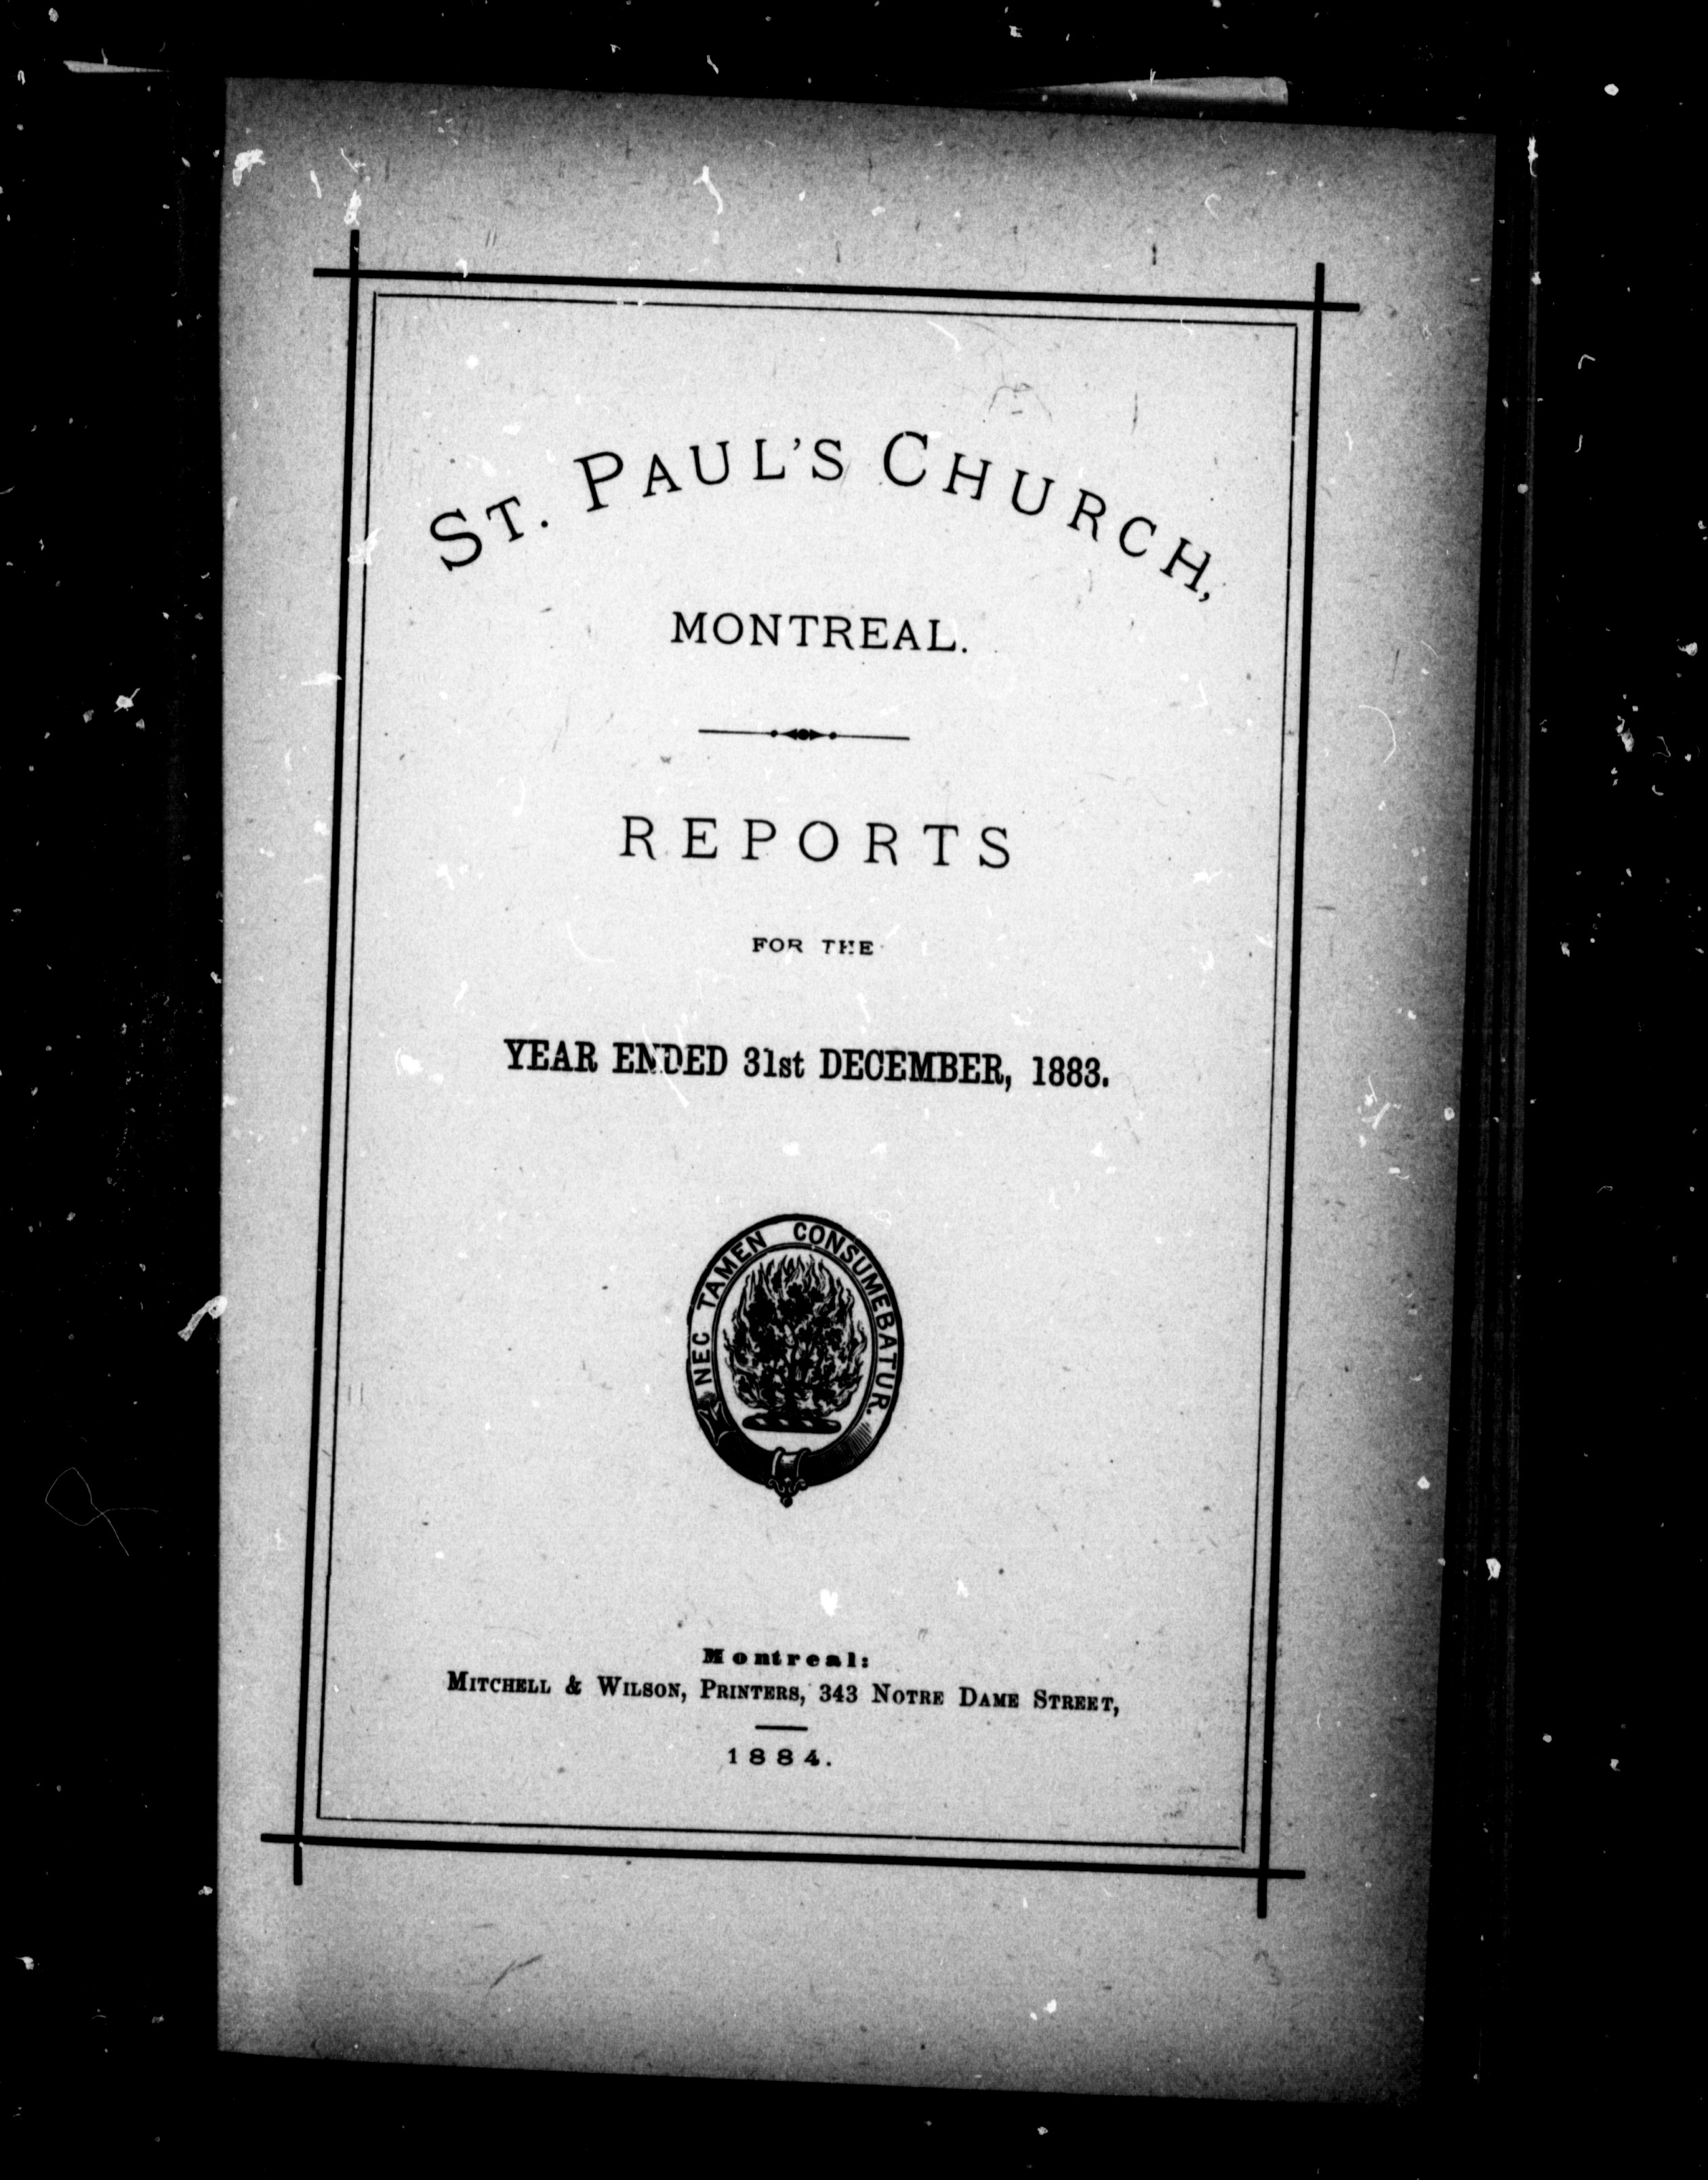 ST. PAUL'S CHURCH,
MONTREAL.
REPORTS
FOR THE
YEAR ENDED 31st DECEMBER, 1883.
NEC TAMEN CONSUMEBATUR.
Montreal:
MITCHELL & WILSON, PRINTERS, 343 NOTRE DAME STREET,
1884.